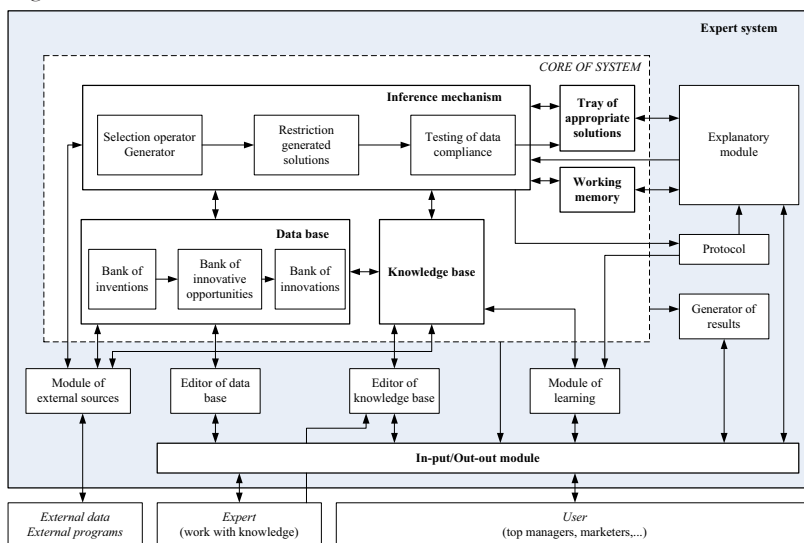 Expert system
CORE OF SYSTEM
Inference mechanism
Selection operator
Generator
Restriction
generated
solutions
Testing of data
compliance
Tray of
appropriate
solutions
Working
memory
Explanatory
module
Data base
Bank of
inventions
Bank of
innovative
opportunities
Bank of
innovations
Knowledge base
Protocol
Generator of
results
Module of
external sources
Editor of data
base
Editor of
knowledge base
Module of
learning
In-put/Out-out module
External data
External programs
Expert
(work with knowledge)
User
(top managers, marketers,...)